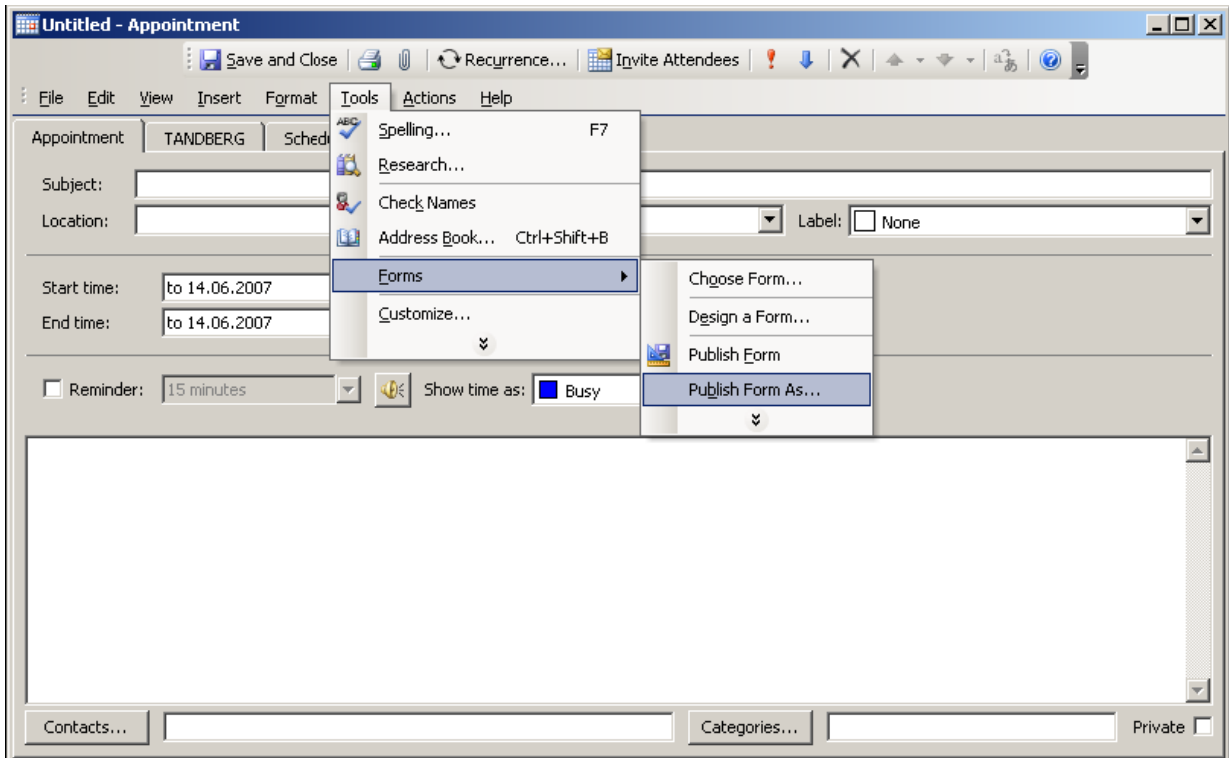 Untitled - Appointment
Save and Close Recurrence... Invite Attendees
File Edit View Insert Format Tools Actions Help
Appointment TANDBERG Schedu
ABC Spelling... F7
Research...
Subject:
Check Names
Location: Label: None
Address Book... Ctrl+Shift+B
Forms
Choose Form...
Start time: to 14.06.2007
Customize...
Design a Form...
End time: to 14.06.2007
Publish Form
Reminder: 15 minutes Show time as: Busy
Publish Form As...
Contacts... Categories... Private